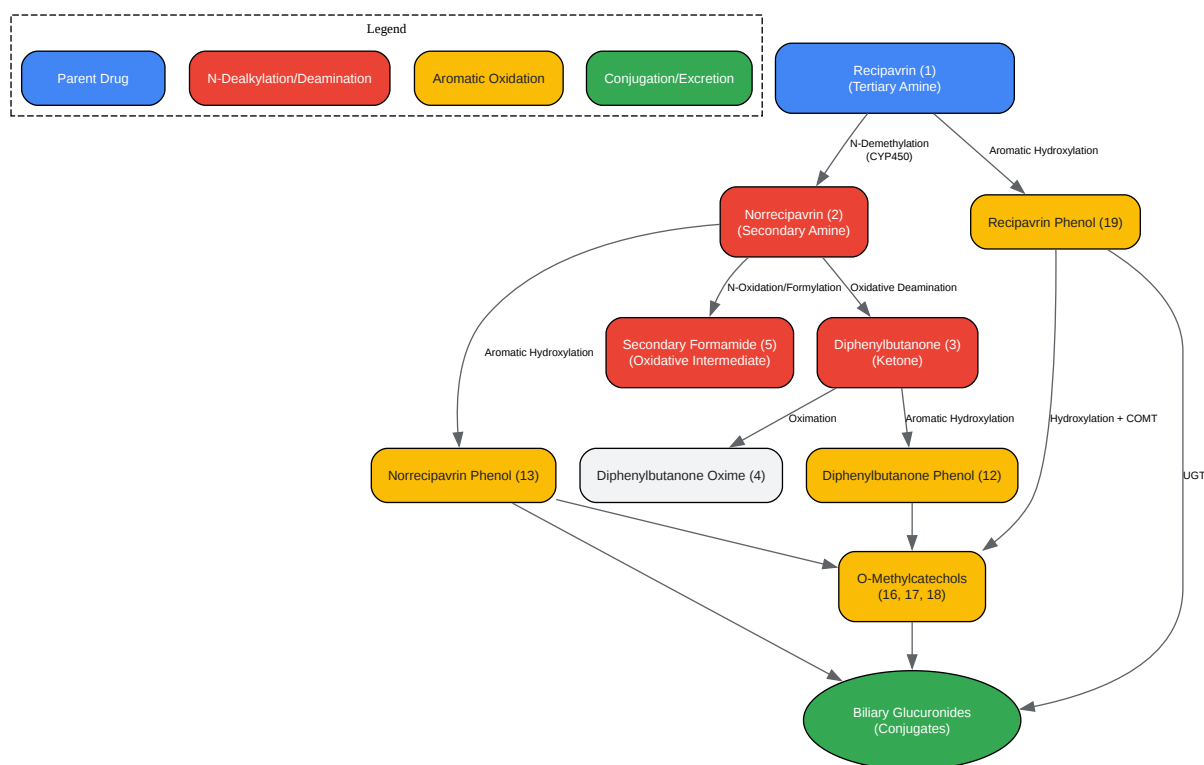 Legend
Parent Drug
N-Dealkylation/Deamination
Aromatic Oxidation
Conjugation/Excretion
Recipavrin (1)
(Tertiary Amine)
N-Demethylation
(CYP450)
Aromatic Hydroxylation
Norrecipavrin (2)
(Secondary Amine)
Recipavrin Phenol (19)
N-Oxidation/Formylation
Oxidative Deamination
Aromatic Hydroxylation
Secondary Formamide (5)
(Oxidative Intermediate)
Diphenylbutanone (3)
(Ketone)
Oximation
Aromatic Hydroxylation
Hydroxylation + COMT
Norrecipavrin Phenol (13)
Diphenylbutanone Oxime (4)
Diphenylbutanone Phenol (12)
UGT
O-Methylcatechols
(16, 17, 18)
Biliary Glucuronides
(Conjugates)